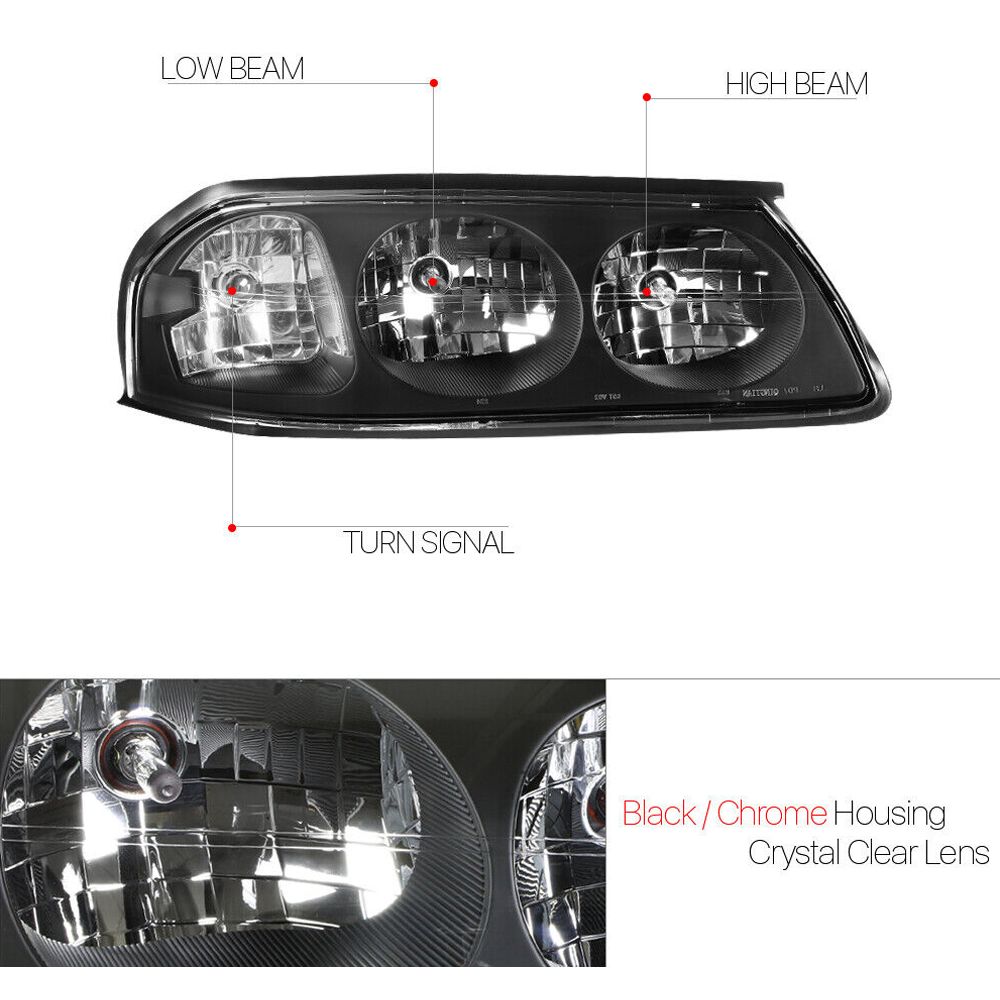 LOW BEAM
HIGH BEAM
TURN SIGNAL
Black / Chrome Housing
Crystal Clear Lens